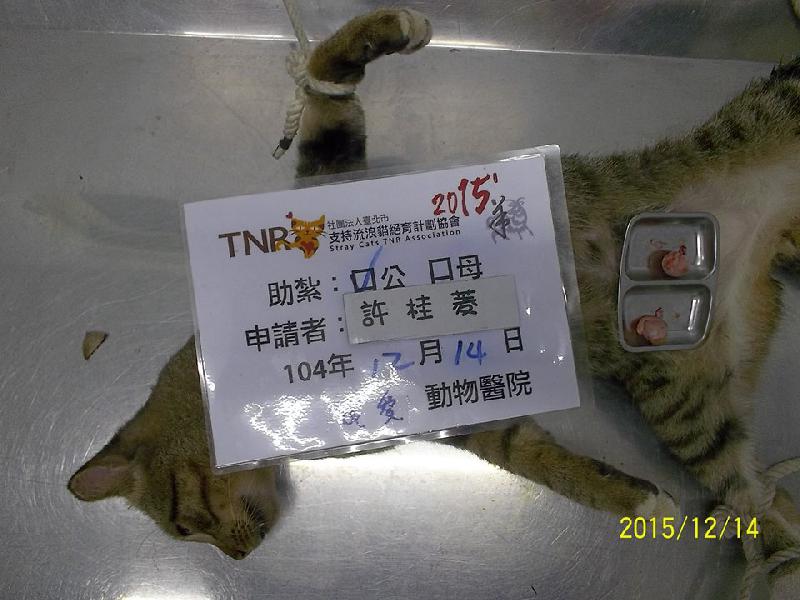 2015'
羊
TNR 社團法人臺北市
支持流浪貓絕育計劃協會
Stray Cats TNR Association
助紮：☑公 口母
申請者：許桂菱
104年 12月14日
愛 動物醫院
2015/12/14